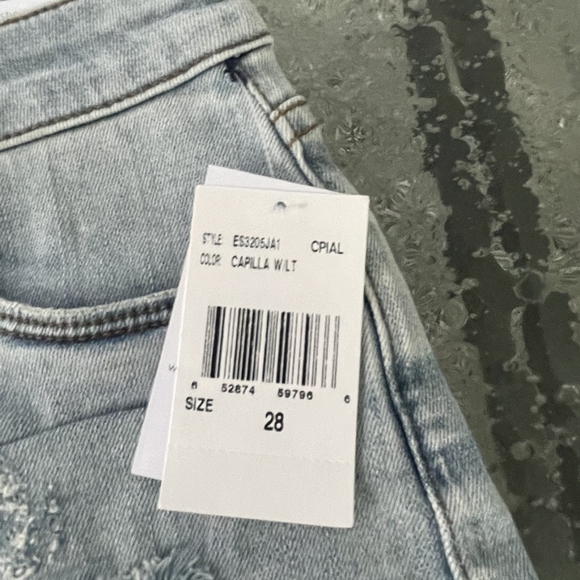 STYLE: ES3205JA1 CPIAL
COLOR: CAPILLA W/LT
6 52874 59796 6
SIZE 28